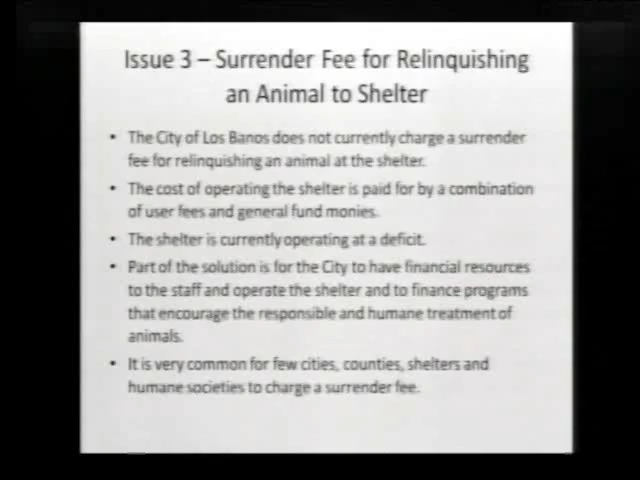 Issue 3 – Surrender Fee for Relinquishing
an Animal to Shelter
• The City of Los Banos does not currently charge a surrender
fee for relinquishing an animal at the shelter.
• The cost of operating the shelter is paid for by a combination
of user fees and general fund monies.
• The shelter is currently operating at a deficit.
• Part of the solution is for the City to have financial resources
to the staff and operate the shelter and to finance programs
that encourage the responsible and humane treatment of
animals.
• It is very common for few cities, counties, shelters and
humane societies to charge a surrender fee.